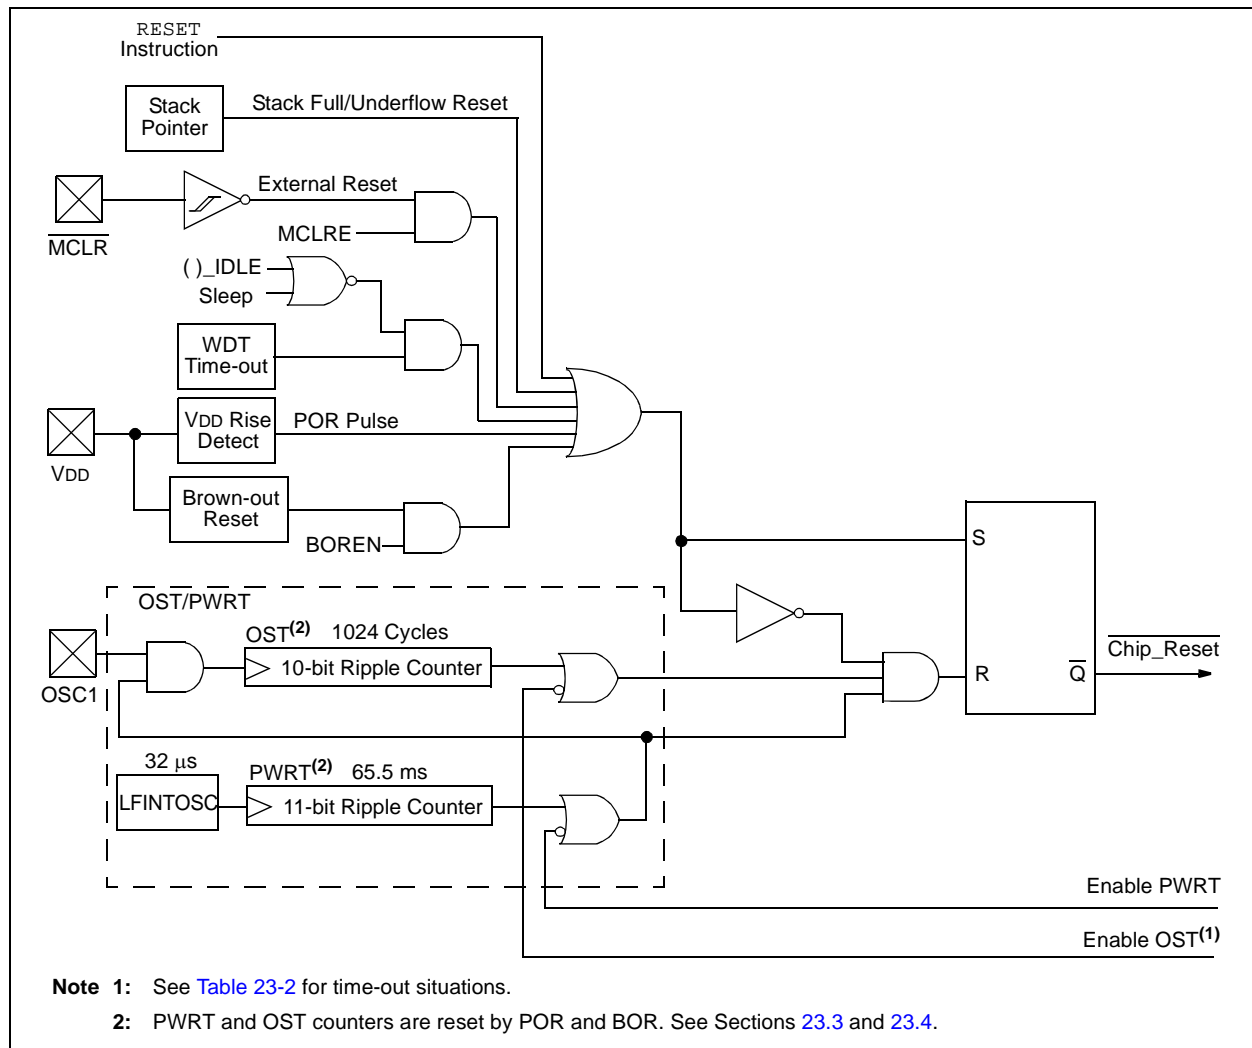 RESET
Instruction
Stack
Pointer
Stack Full/Underflow Reset
MCLR
External Reset
MCLRE
( )_IDLE
Sleep
WDT
Time-out
VDD
VDD Rise
Detect
POR Pulse
Brown-out
Reset
BOREN
S
R
Q
Chip_Reset
OST/PWRT
OSC1
OST(2) 1024 Cycles
10-bit Ripple Counter
32 μs
LFINTOSC
PWRT(2) 65.5 ms
11-bit Ripple Counter
Enable PWRT
Enable OST(1)
Note 1: See Table 23-2 for time-out situations.
2: PWRT and OST counters are reset by POR and BOR. See Sections 23.3 and 23.4.